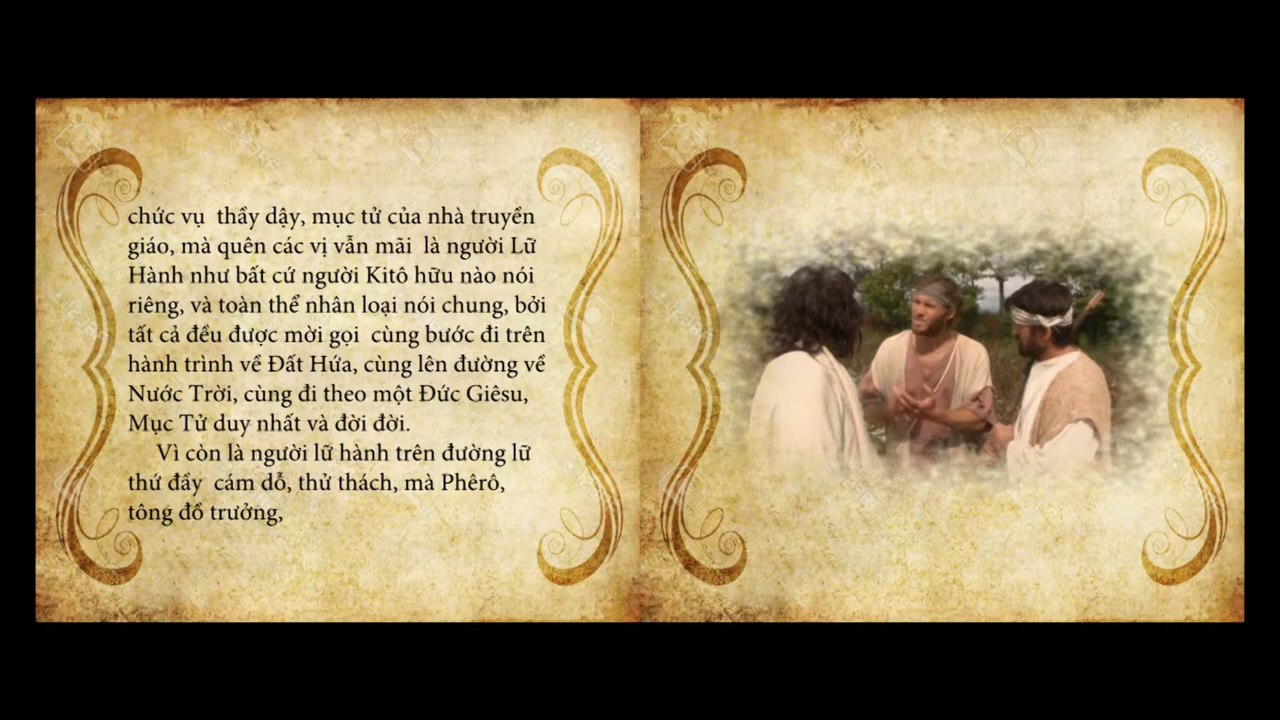 chức vụ  thầy dậy, mục tử của nhà truyền
giáo, mà quên các vị vẫn mãi  là người Lữ
Hành như bất cứ người Kitô hữu nào nói
riêng, và toàn thể nhân loại nói chung, bởi
tất cả đều được mời gọi  cùng bước đi trên
hành trình về Đất Hứa, cùng lên đường về
Nước Trời, cùng đi theo một Đức Giêsu,
Mục Tử duy nhất và đời đời.
Vì còn là người lữ hành trên đường lữ
thứ đầy  cám dỗ, thử thách, mà Phêrô,
tông đồ trưởng,